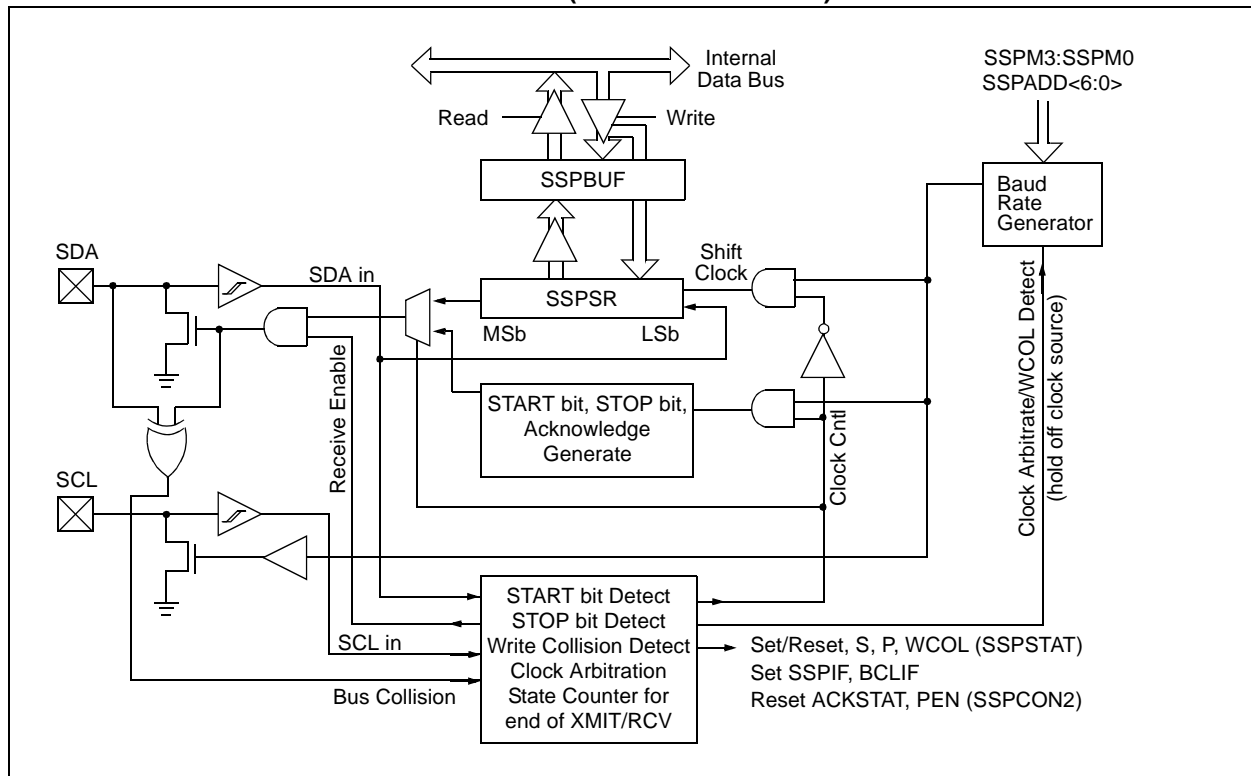 Internal
Data Bus
SSPM3:SSPM0
SSPADD<6:0>
Read
Write
SSPBUF
Baud
Rate
Generator
SDA
SDA in
Shift
Clock
SSPSR
MSb
LSb
Receive Enable
START bit, STOP bit,
Acknowledge
Generate
Clock Cntl
Clock Arbitrate/WCOL Detect
(hold off clock source)
SCL
SCL in
Bus Collision
START bit Detect
STOP bit Detect
Write Collision Detect
Clock Arbitration
State Counter for
end of XMIT/RCV
Set/Reset, S, P, WCOL (SSPSTAT)
Set SSPIF, BCLIF
Reset ACKSTAT, PEN (SSPCON2)